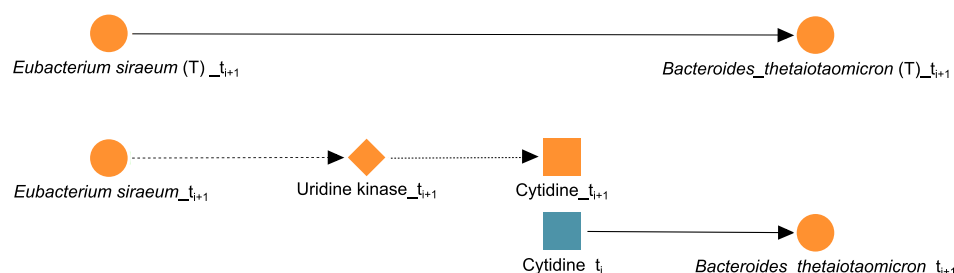 Eubacterium siraeum (T) _ti+1
Bacteroides_thetaiotaomicron (T)_ti+1
Eubacterium siraeum_ti+1
Uridine kinase_ti+1
Cytidine_ti+1
Cytidine_ti
Bacteroides_thetaiotaomicron_ti+1